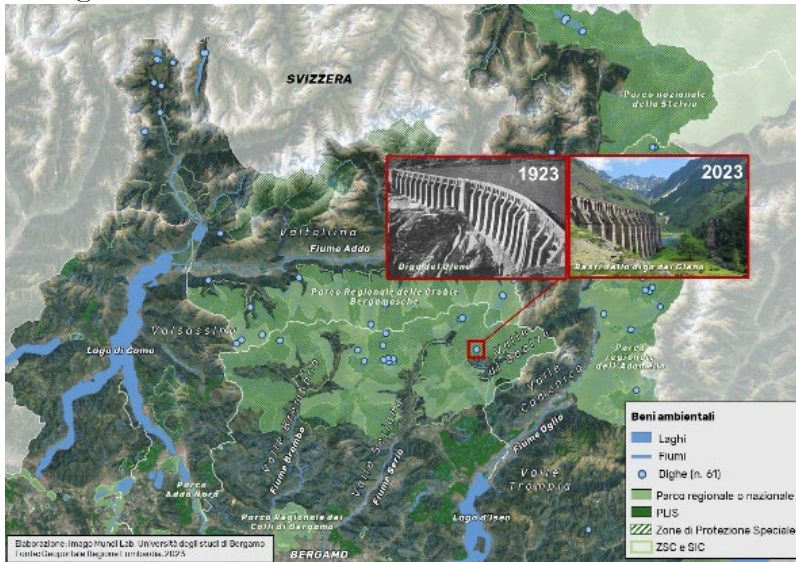 SVIZZERA
Parco nazionale
dello Stelvio
1923
2023
Diga del Gleno
Resti della diga del Gleno
Valtellina
Fiume Adda
Parco Regionale delle Orobie
Bergamasche
Valsassina
Lago di Como
Valle
di Scalve
Parco
regionale
dell'Adamello
Valle Brembana
Fiume Brembo
Valle Seriana
Fiume Serio
Valle
Camonica
Fiume Oglio
Valle
Trompia
Parco
Adda Nord
Parco Regionale dei
Colli di Bergamo
Lago d'Iseo
BERGAMO
Beni ambientali
Laghi
Fiumi
Dighe (n. 61)
Parco regionale o nazionale
PLIS
Zone di Protezione Speciale
ZSC e SIC
Elaborazione: Imago Mundi Lab, Università degli studi di Bergamo
Fonte: Geoportale Regione Lombardia, 2023